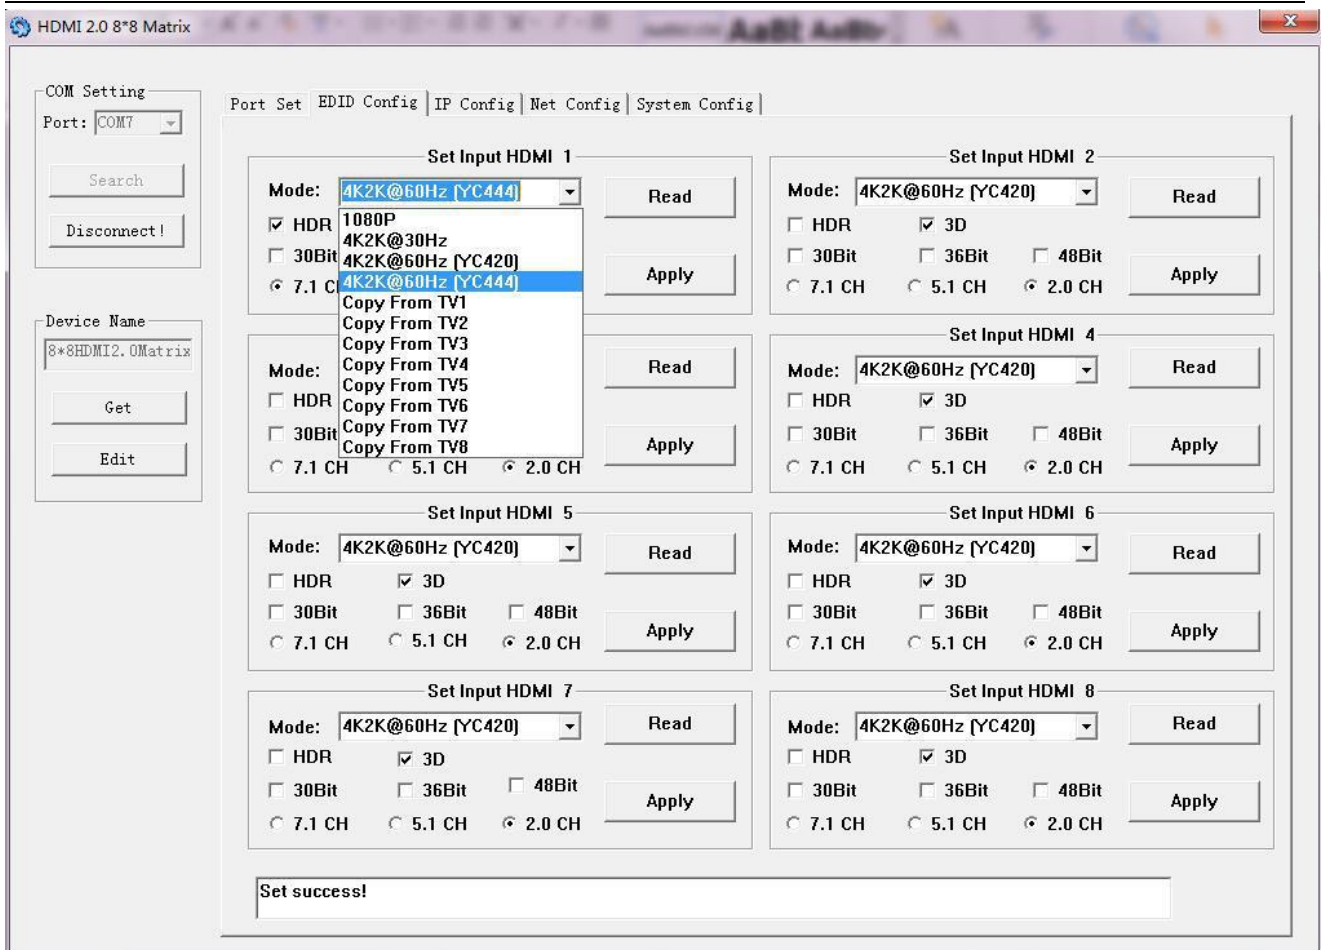 HDMI 2.0 8*8 Matrix
COM Setting
Port: COM7
Search
Disconnect!
Device Name
8*8HDMI2.0Matrix
Get
Edit
Port Set EDID Config IP Config Net Config System Config
Set Input HDMI 1
Mode: 4K2K@60Hz (YC444) Read
HDR
30Bit
7.1 C
Apply
1080P
4K2K@30Hz
4K2K@60Hz (YC420)
4K2K@60Hz (YC444)
Copy From TV1
Copy From TV2
Copy From TV3
Copy From TV4
Copy From TV5
Copy From TV6
Copy From TV7
Copy From TV8
Set Input HDMI 2
Mode: 4K2K@60Hz (YC420) Read
HDR 3D
30Bit 36Bit 48Bit
Apply
7.1 CH 5.1 CH 2.0 CH
Mode: Read
HDR
30Bit
Apply
7.1 CH 5.1 CH 2.0 CH
Set Input HDMI 4
Mode: 4K2K@60Hz (YC420) Read
HDR 3D
30Bit 36Bit 48Bit
Apply
7.1 CH 5.1 CH 2.0 CH
Set Input HDMI 5
Mode: 4K2K@60Hz (YC420) Read
HDR 3D
30Bit 36Bit 48Bit
Apply
7.1 CH 5.1 CH 2.0 CH
Set Input HDMI 6
Mode: 4K2K@60Hz (YC420) Read
HDR 3D
30Bit 36Bit 48Bit
Apply
7.1 CH 5.1 CH 2.0 CH
Set Input HDMI 7
Mode: 4K2K@60Hz (YC420) Read
HDR 3D
30Bit 36Bit 48Bit
Apply
7.1 CH 5.1 CH 2.0 CH
Set Input HDMI 8
Mode: 4K2K@60Hz (YC420) Read
HDR 3D
30Bit 36Bit 48Bit
Apply
7.1 CH 5.1 CH 2.0 CH
Set success!